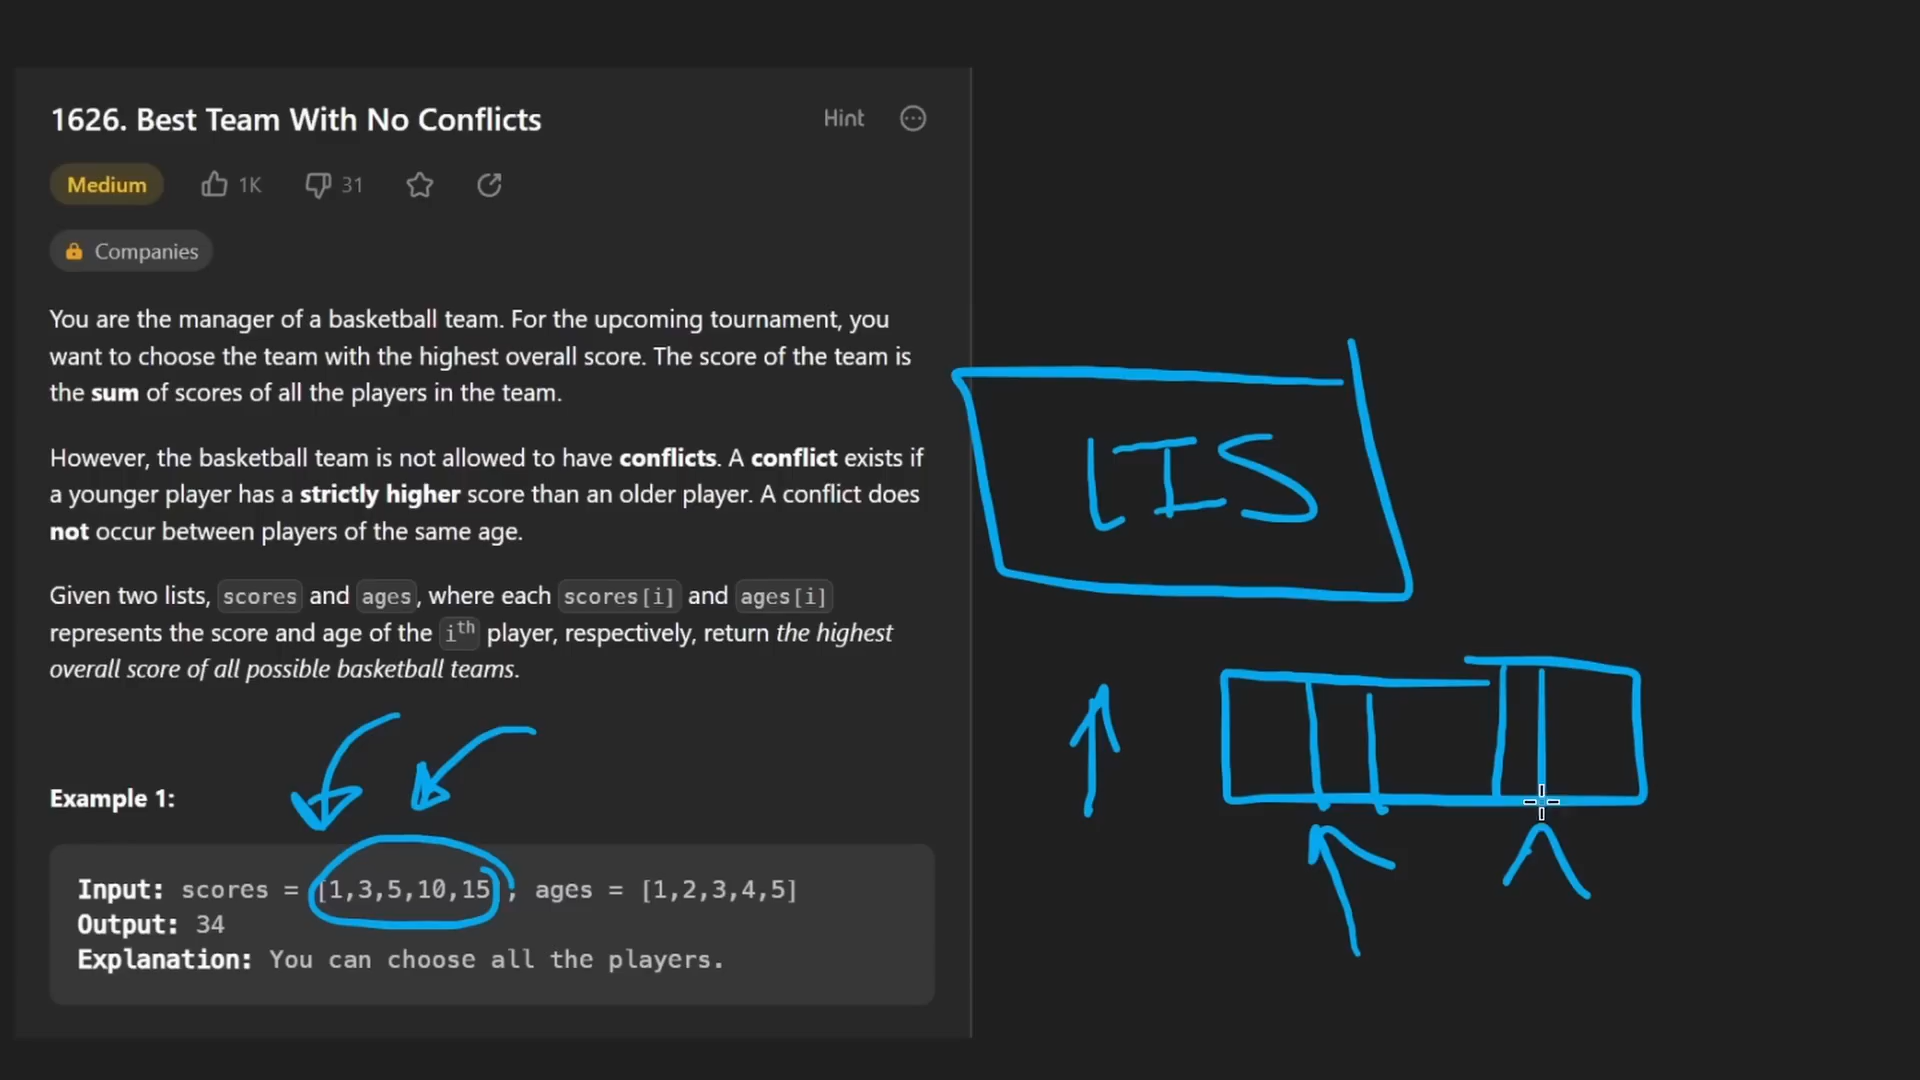 1626. Best Team With No Conflicts
Hint
Medium
1K
31
Companies
You are the manager of a basketball team. For the upcoming tournament, you
want to choose the team with the highest overall score. The score of the team is
the sum of scores of all the players in the team.
However, the basketball team is not allowed to have conflicts. A conflict exists if
a younger player has a strictly higher score than an older player. A conflict does
not occur between players of the same age.
Given two lists, scores and ages, where each scores[i] and ages[i]
represents the score and age of the ith player, respectively, return the highest
overall score of all possible basketball teams.
Example 1:
Input: scores = [1,3,5,10,15], ages = [1,2,3,4,5]
Output: 34
Explanation: You can choose all the players.
LIS